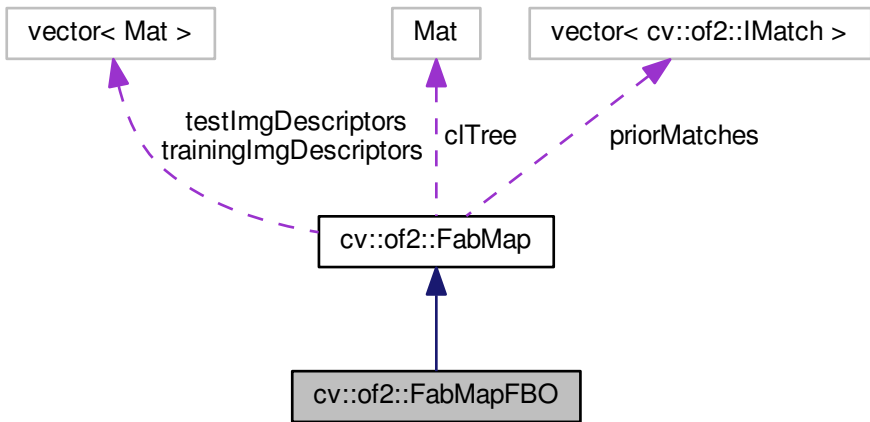 vector< Mat >
Mat
vector< cv::of2::IMatch >
testImgDescriptors
trainingImgDescriptors
clTree
priorMatches
cv::of2::FabMap
cv::of2::FabMapFBO